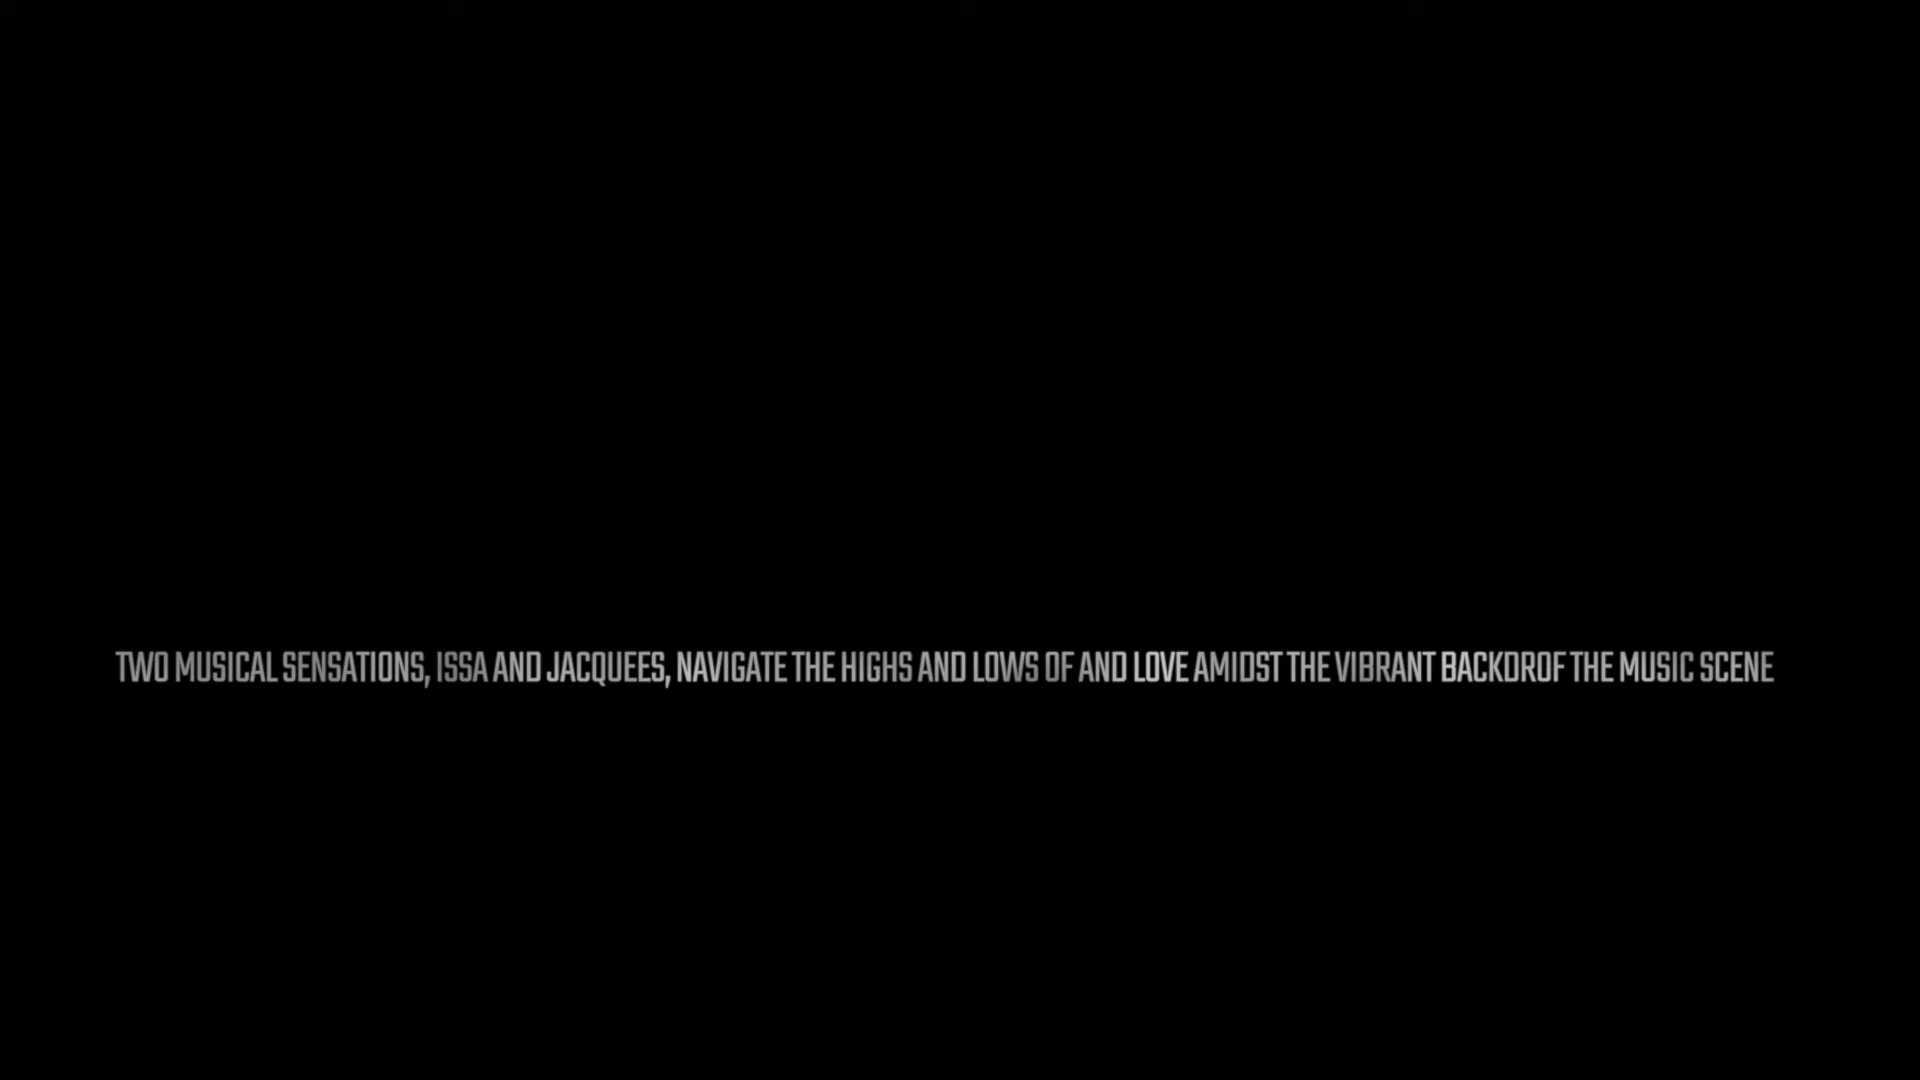 TWO MUSICAL SENSATIONS, ISSA AND JACQUEES, NAVIGATE THE HIGHS AND LOWS OF AND LOVE AMIDST THE VIBRANT BACKDROF THE MUSIC SCENE